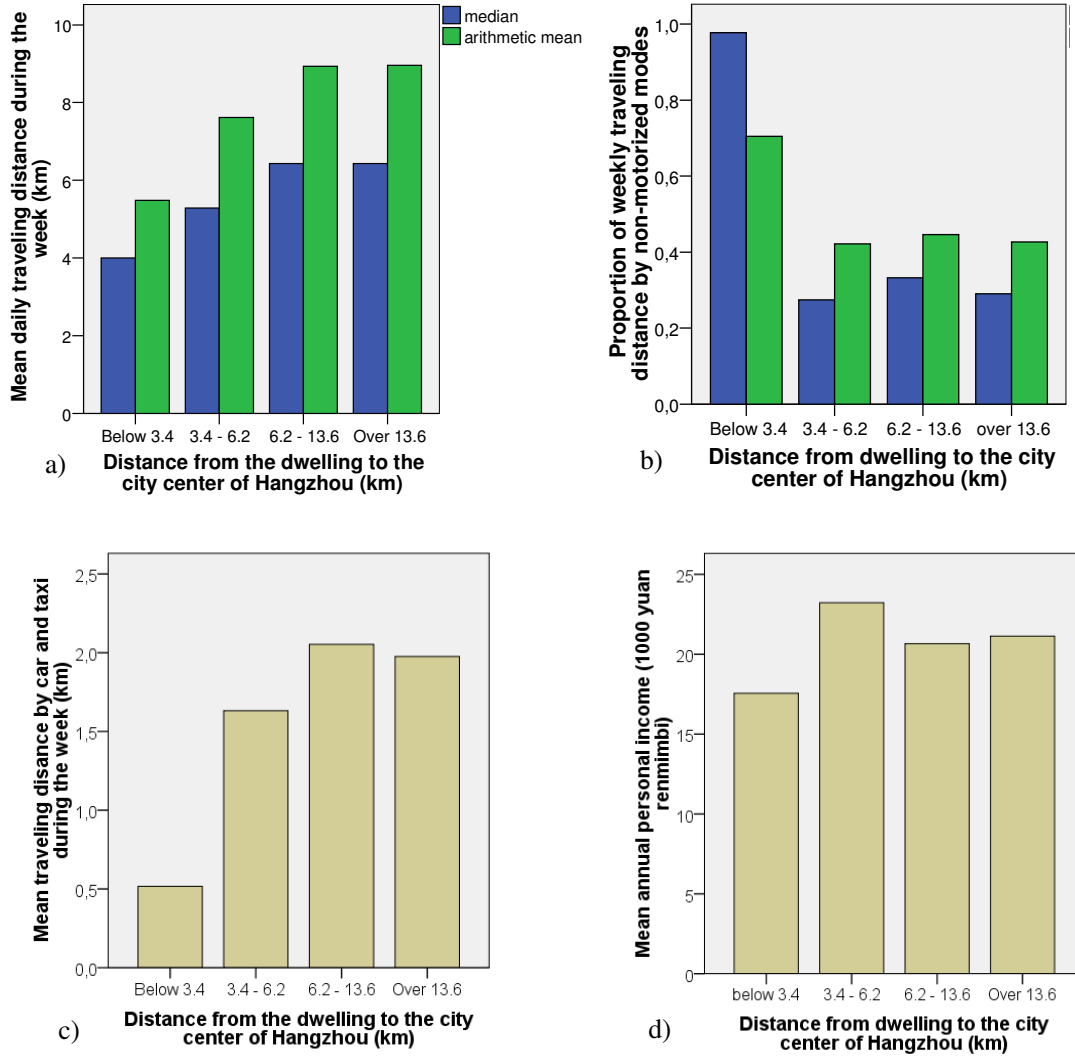 Mean daily traveling distance during the
week (km)
10
8
6
4
2
0
median
arithmetic mean
Below 3.4
3.4 - 6.2
6.2 - 13.6
Over 13.6
a)
Distance from the dwelling to the
city center of Hangzhou (km)
Proportion of weekly traveling
distance by non-motorized modes
1,0
0,8
0,6
0,4
0,2
0,0
Below 3.4
3.4 - 6.2
6.2 - 13.6
over 13.6
b)
Distance from dwelling to the city
center of Hangzhou (km)
Mean traveling disance by car and taxi
during the week (km)
2,5
2,0
1,5
1,0
0,5
0,0
Below 3.4
3.4 - 6.2
6.2 - 13.6
Over 13.6
c)
Distance from the dwelling to the city
center of Hangzhou (km)
Mean annual personal income (1000 yuan
renmimbi)
25
20
15
10
5
0
below 3.4
3.4 - 6.2
6.2 - 13.6
Over 13.6
d)
Distance from dwelling to the city
center of Hangzhou (km)